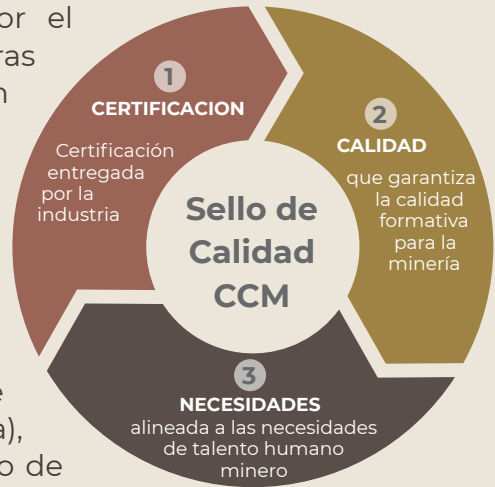 or el
ras
n
1
CERTIFICACION
Certificación
entregada
por la
industria
2
CALIDAD
que garantiza
la calidad
formativa
para la
minería
Sello de
Calidad
CCM
3
NECESIDADES
alineada a las necesidades
de talento humano
minero
e
a),
o de